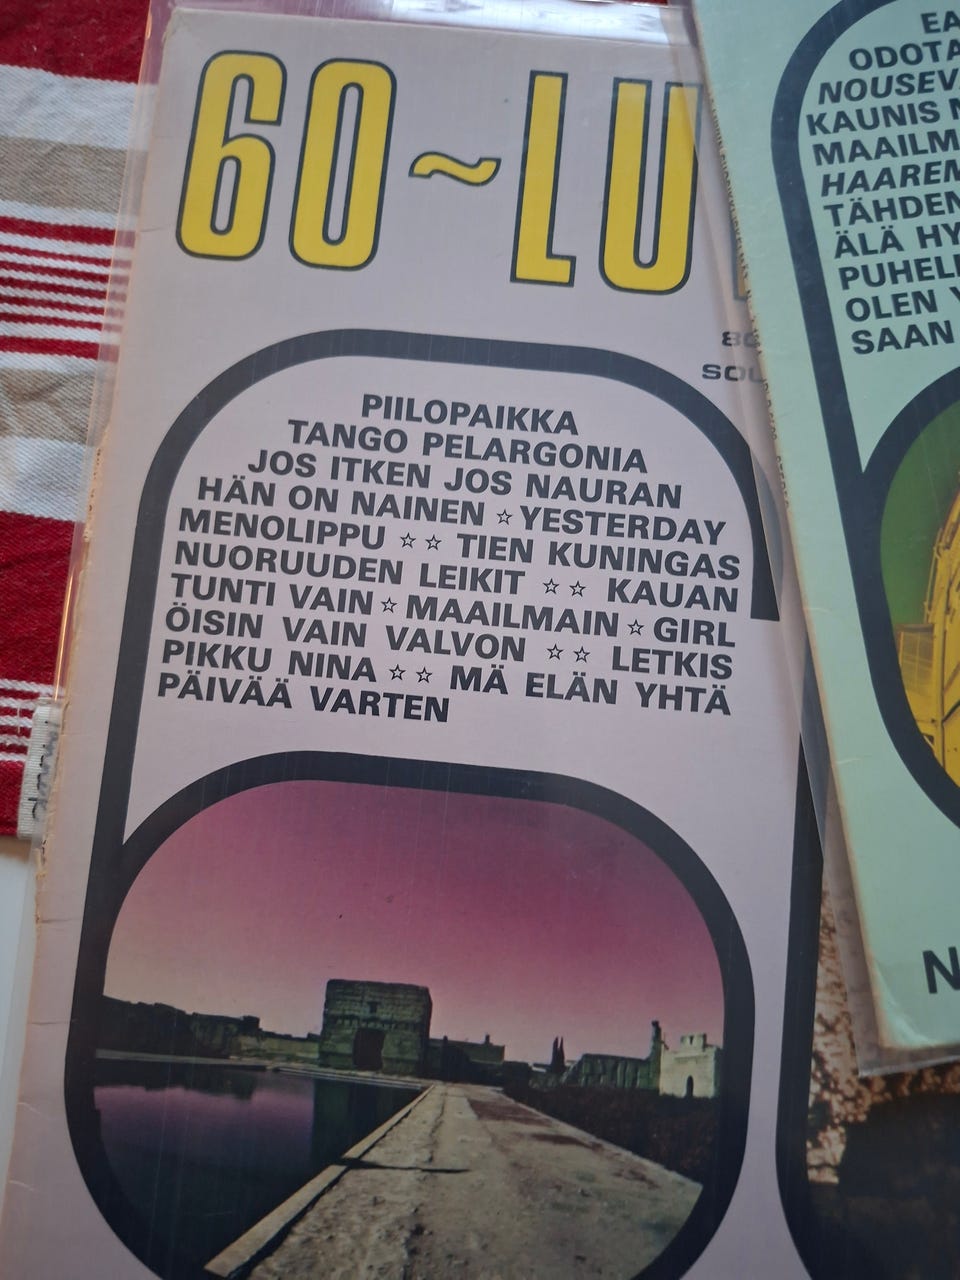 60~LU
PIILOPAIKKA
TANGO PELARGONIA
JOS ITKEN JOS NAURAN
HÄN ON NAINEN ☆ YESTERDAY
MENOLIPPU ☆ ☆ TIEN KUNINGAS
NUORUUDEN LEIKIT ☆ ☆ KAUAN
TUNTI VAIN ☆ MAAILMAIN ☆ GIRL
ÖISIN VAIN VALVON ☆ ☆ LETKIS
PIKKU NINA ☆ ☆ MÄ ELÄN YHTÄ
PÄIVÄÄ VARTEN
EA
ODOTA
NOUSEV
KAUNIS
MAAILM
HAAREM
TÄHDEN
ÄLÄ HY
PUHELI
OLEN
SAAN
N